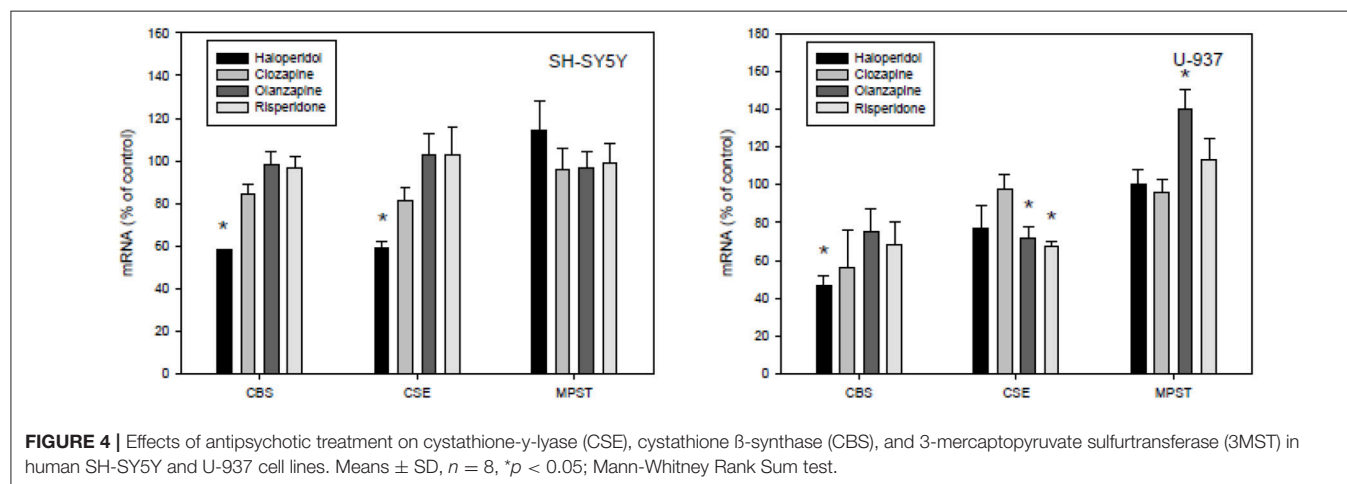 160
140
120
100
80
60
40
20
0
mRNA (% of control)
Haloperidol
Clozapine
Olanzapine
Risperidone
SH-SY5Y
*
*
CBS
CSE
MPST
180
160
140
120
100
80
60
40
20
0
mRNA (% of control)
Haloperidol
Clozapine
Olanzapine
Risperidone
U-937
*
*
*
*
CBS
CSE
MPST
FIGURE 4 | Effects of antipsychotic treatment on cystathione-y-lyase (CSE), cystathione ß-synthase (CBS), and 3-mercaptopyruvate sulfurtransferase (3MST) in
human SH-SY5Y and U-937 cell lines. Means ± SD, n = 8, *p < 0.05; Mann-Whitney Rank Sum test.